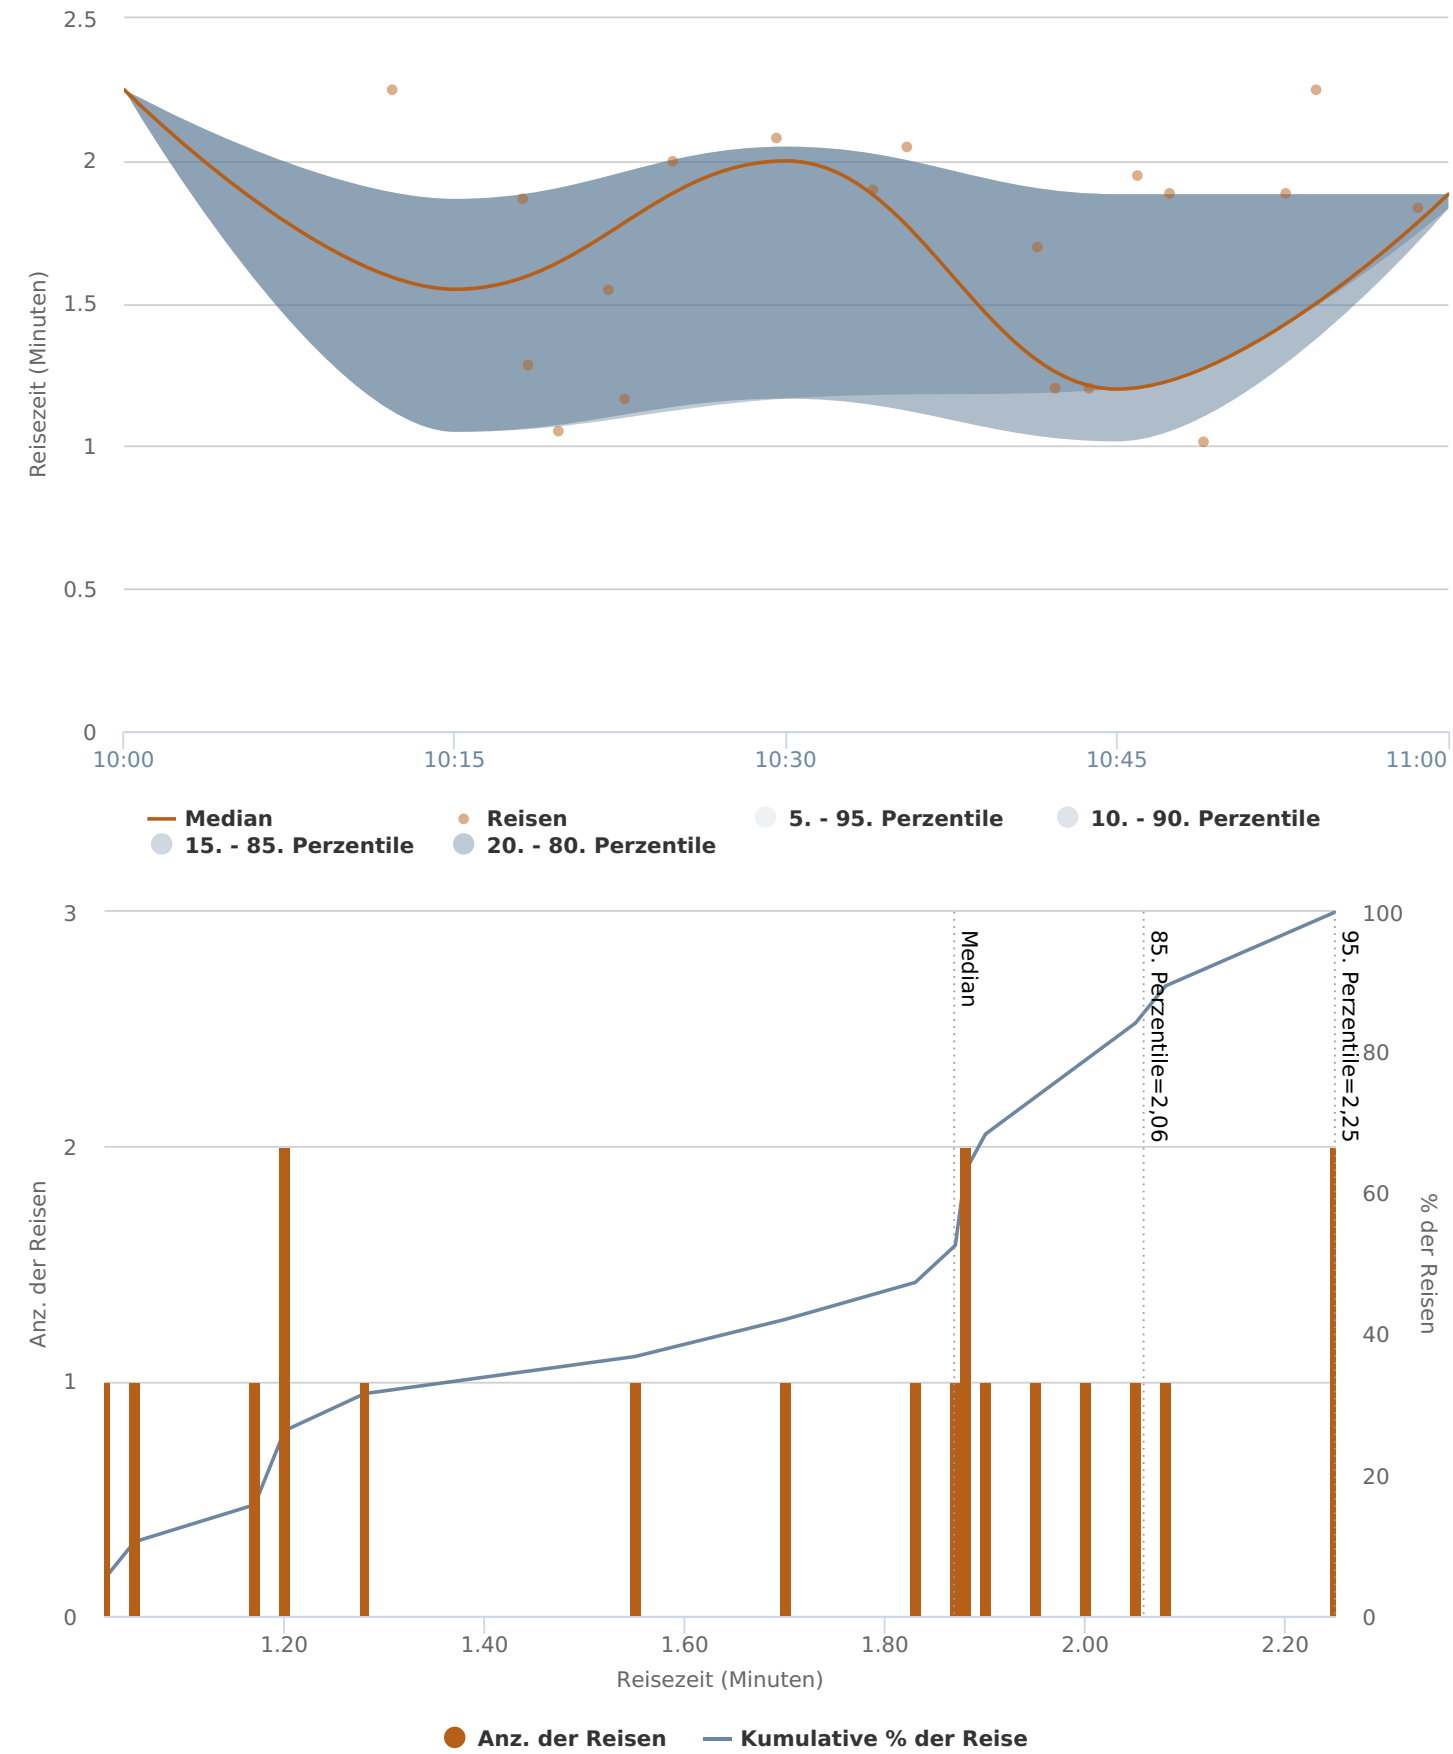 2.5
2
1.5
1
0.5
0
Reisezeit (Minuten)
10:00 10:15 10:30 10:45 11:00
Median Reisen 5. - 95. Perzentile 10. - 90. Perzentile
15. - 85. Perzentile 20. - 80. Perzentile
3
2
1
0
Anz. der Reisen
Median
85. Perzentile=2,06
95. Perzentile=2,25
100
80
60
40
20
0
% der Reisen
1.20 1.40 1.60 1.80 2.00 2.20
Reisezeit (Minuten)
Anz. der Reisen Kumulative % der Reise